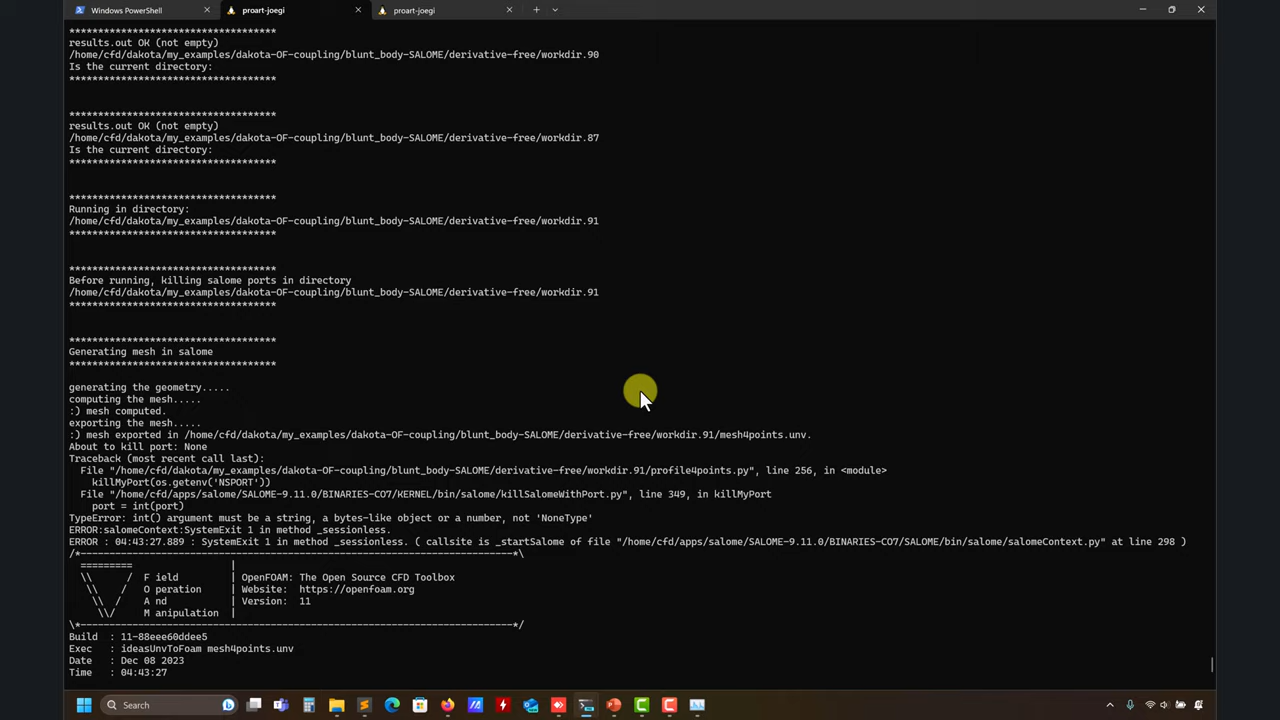 Windows PowerShell
proart-joegi
proart-joegi
***********************************
results.out OK (not empty)
/home/cfd/dakota/my_examples/dakota-OF-coupling/blunt_body-SALOME/derivative-free/workdir.90
Is the current directory:
***********************************
***********************************
results.out OK (not empty)
/home/cfd/dakota/my_examples/dakota-OF-coupling/blunt_body-SALOME/derivative-free/workdir.87
Is the current directory:
***********************************
***********************************
Running in directory:
/home/cfd/dakota/my_examples/dakota-OF-coupling/blunt_body-SALOME/derivative-free/workdir.91
***********************************
***********************************
Before running, killing salome ports in directory
/home/cfd/dakota/my_examples/dakota-OF-coupling/blunt_body-SALOME/derivative-free/workdir.91
***********************************
***********************************
Generating mesh in salome
***********************************
generating the geometry.....
computing the mesh.....
:) mesh computed.
exporting the mesh.....
:) mesh exported in /home/cfd/dakota/my_examples/dakota-OF-coupling/blunt_body-SALOME/derivative-free/workdir.91/mesh4points.unv.
About to kill port: None
Traceback (most recent call last):
File "/home/cfd/dakota/my_examples/dakota-OF-coupling/blunt_body-SALOME/derivative-free/workdir.91/profile4points.py", line 256, in <module>
killMyPort(os.getenv('NSPORT'))
File "/home/cfd/apps/salome/SALOME-9.11.0/BINARIES-CO7/KERNEL/bin/salome/killSalomeWithPort.py", line 349, in killMyPort
port = int(port)
TypeError: int() argument must be a string, a bytes-like object or a number, not 'NoneType'
ERROR:salomeContext:SystemExit 1 in method _sessionless.
ERROR : 04:43:27.889 : SystemExit 1 in method _sessionless. ( callsite is _startSalome of file "/home/cfd/apps/salome/SALOME-9.11.0/BINARIES-CO7/SALOME/bin/salome/salomeContext.py" at line 298 )
/*---------------------------------------------------------------------------*\
========= |
\\ / F ield | OpenFOAM: The Open Source CFD Toolbox
\\ / O peration | Website: https://openfoam.org
\\ / A nd | Version: 11
\\/ M anipulation |
\*---------------------------------------------------------------------------*/
Build : 11-88eee60ddee5
Exec : ideasUnvToFoam mesh4points.unv
Date : Dec 08 2023
Time : 04:43:27
Search